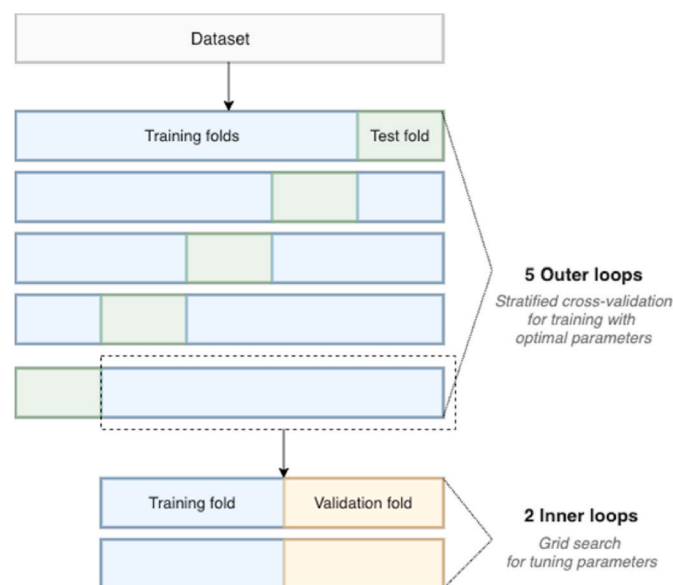 Dataset
Training folds
Test fold
5 Outer loops
Stratified cross-validation
for training with
optimal parameters
Training fold
Validation fold
2 Inner loops
Grid search
for tuning parameters